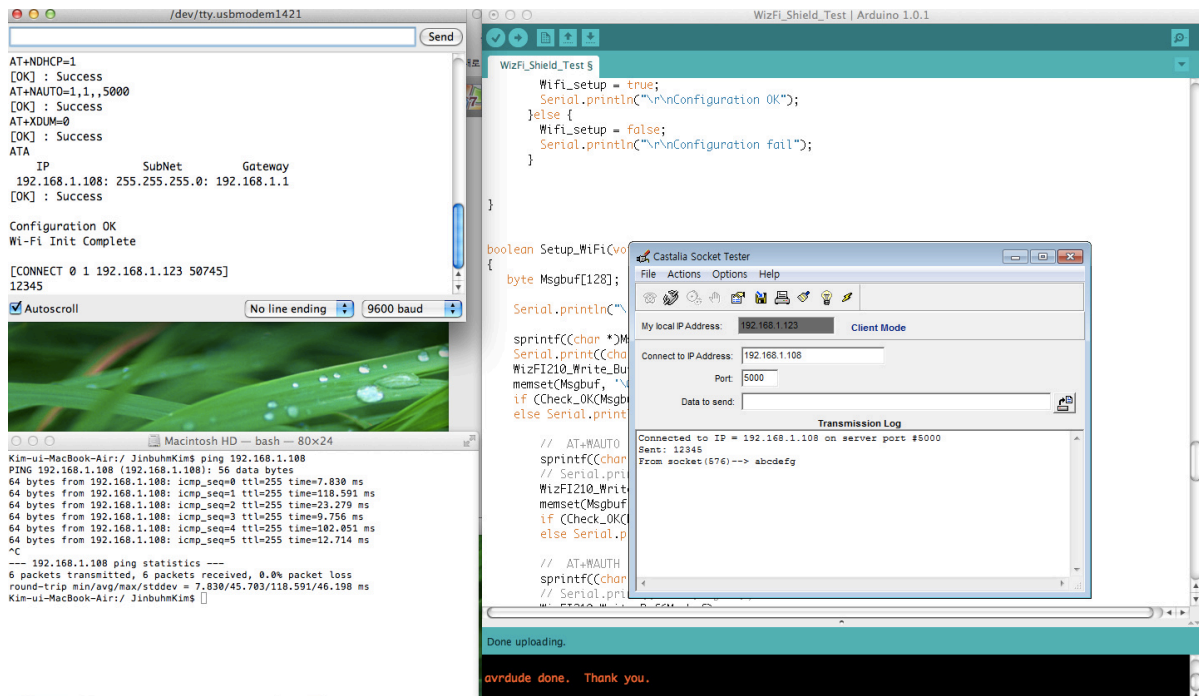 /dev/tty.usbmodem1421
Send
AT+NDHCP=1
[OK] : Success
AT+NAUTO=1,1,,5000
[OK] : Success
AT+XDUM=0
[OK] : Success
ATA
IP SubNet Gateway
192.168.1.108: 255.255.255.0: 192.168.1.1
[OK] : Success
Configuration OK
Wi-Fi Init Complete
[CONNECT 0 1 192.168.1.123 50745]
12345
Autoscroll
No line ending
9600 baud
Macintosh HD — bash — 80×24
Kim-ui-MacBook-Air:/ JinbuhmKim$ ping 192.168.1.108
PING 192.168.1.108 (192.168.1.108): 56 data bytes
64 bytes from 192.168.1.108: icmp_seq=0 ttl=255 time=7.830 ms
64 bytes from 192.168.1.108: icmp_seq=1 ttl=255 time=118.591 ms
64 bytes from 192.168.1.108: icmp_seq=2 ttl=255 time=23.279 ms
64 bytes from 192.168.1.108: icmp_seq=3 ttl=255 time=9.756 ms
64 bytes from 192.168.1.108: icmp_seq=4 ttl=255 time=102.051 ms
64 bytes from 192.168.1.108: icmp_seq=5 ttl=255 time=12.714 ms
^C
--- 192.168.1.108 ping statistics ---
6 packets transmitted, 6 packets received, 0.0% packet loss
round-trip min/avg/max/stddev = 7.830/45.703/118.591/46.198 ms
Kim-ui-MacBook-Air:/ JinbuhmKim$
WizFi_Shield_Test | Arduino 1.0.1
WizFi_Shield_Test §
Wifi_setup = true;
Serial.println("\r\nConfiguration OK");
}else {
Wifi_setup = false;
Serial.println("\r\nConfiguration fail");
}
}
boolean Setup_WiFi(vo
{
byte Msgbuf[128];
Serial.println("\
sprintf((char *)M
Serial.print((cha
WizFI210_Write_Bu
memset(Msgbuf, '\
if (Check_OK(Msgb
else Serial.print
// AT+WAUTO
sprintf((char
// Serial.pri
WizFI210_Writ
memset(Msgbuf
if (Check_OK(
else Serial.p
// AT+WAUTH
sprintf((char
// Serial.pri
Castalia Socket Tester
File Actions Options Help
My local IP Address: 192.168.1.123 Client Mode
Connect to IP Address: 192.168.1.108
Port: 5000
Data to send:
Transmission Log
Connected to IP = 192.168.1.108 on server port #5000
Sent: 12345
From socket(576)--> abcdefg
Done uploading.
avrdude done.  Thank you.